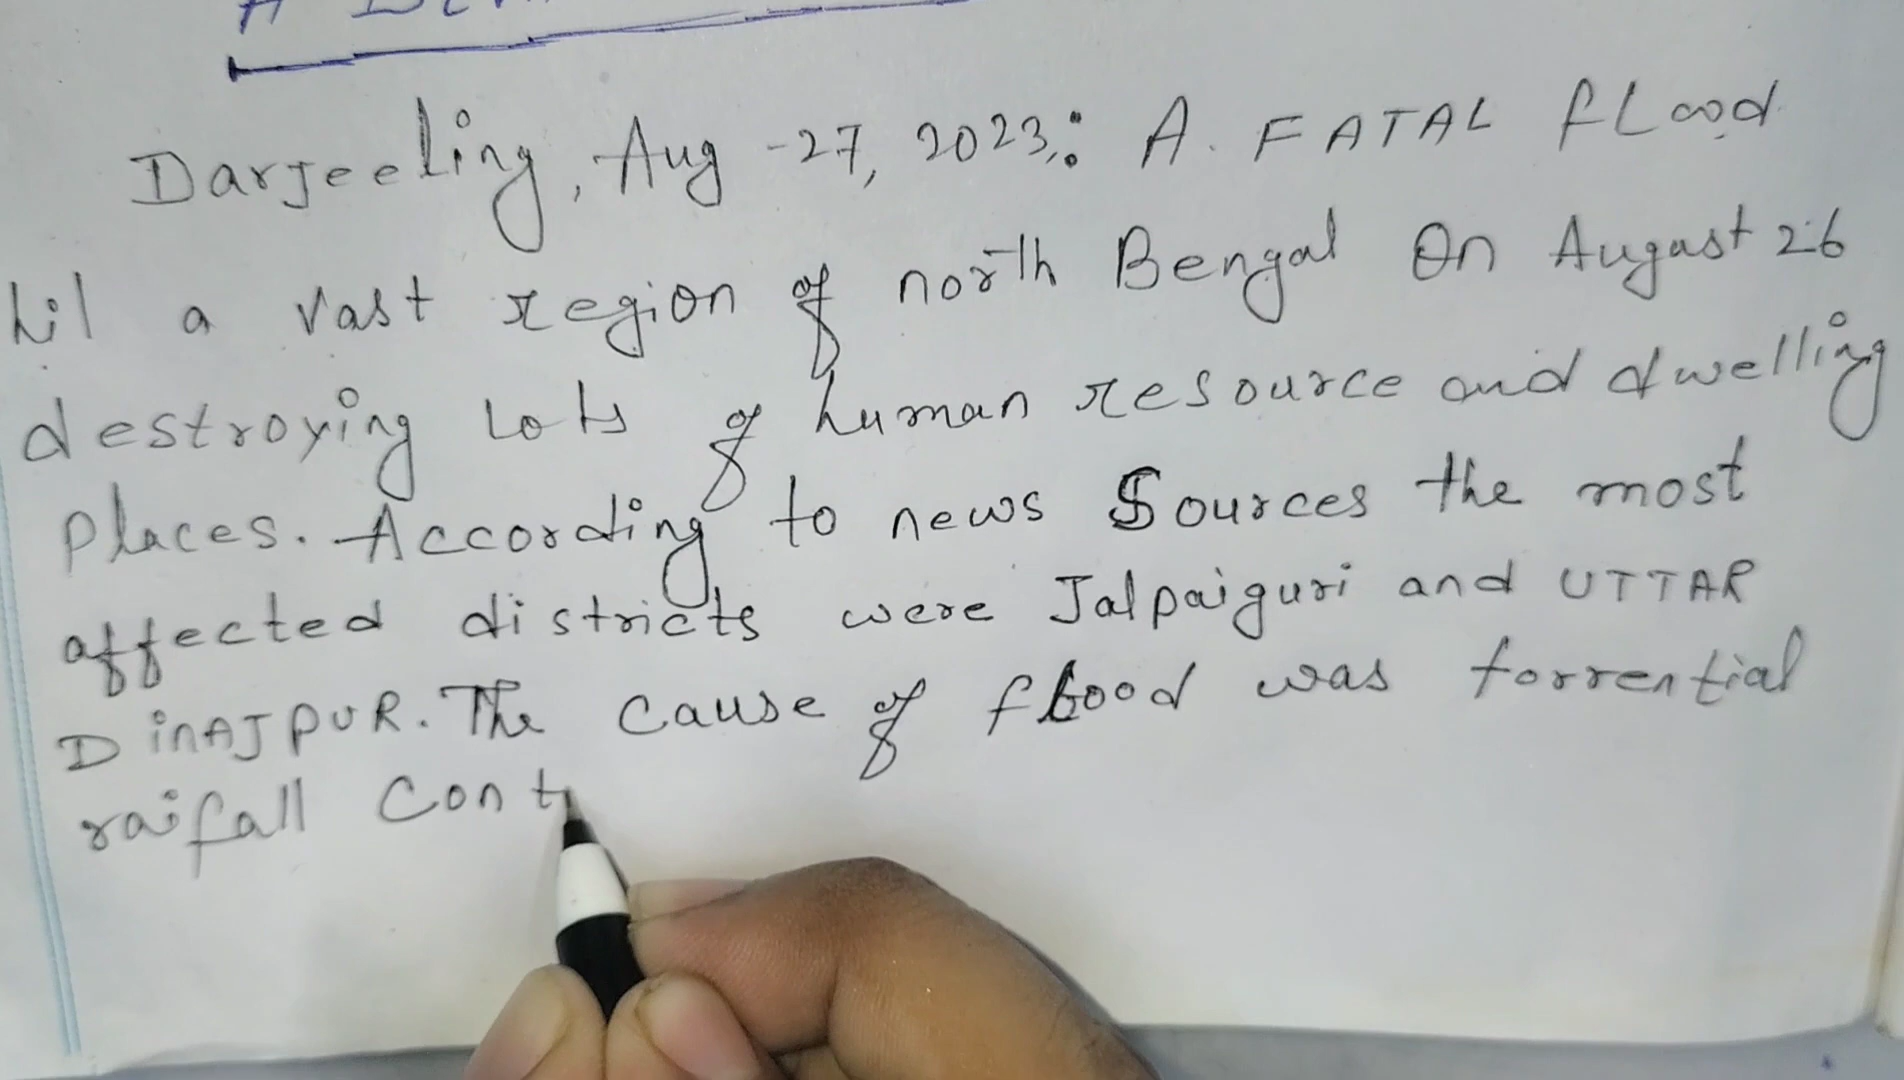 A
Darjeeling, Aug -27, 2023,: A. FATAL flood
hil a vast region of north Bengal On August 26
destroying lots of human resource and dwelling
places. According to news Sources the most
affected districts were Jalpaiguri and UTTAR
DinAJpUR. The cause of flood was torrential
raifall Cont